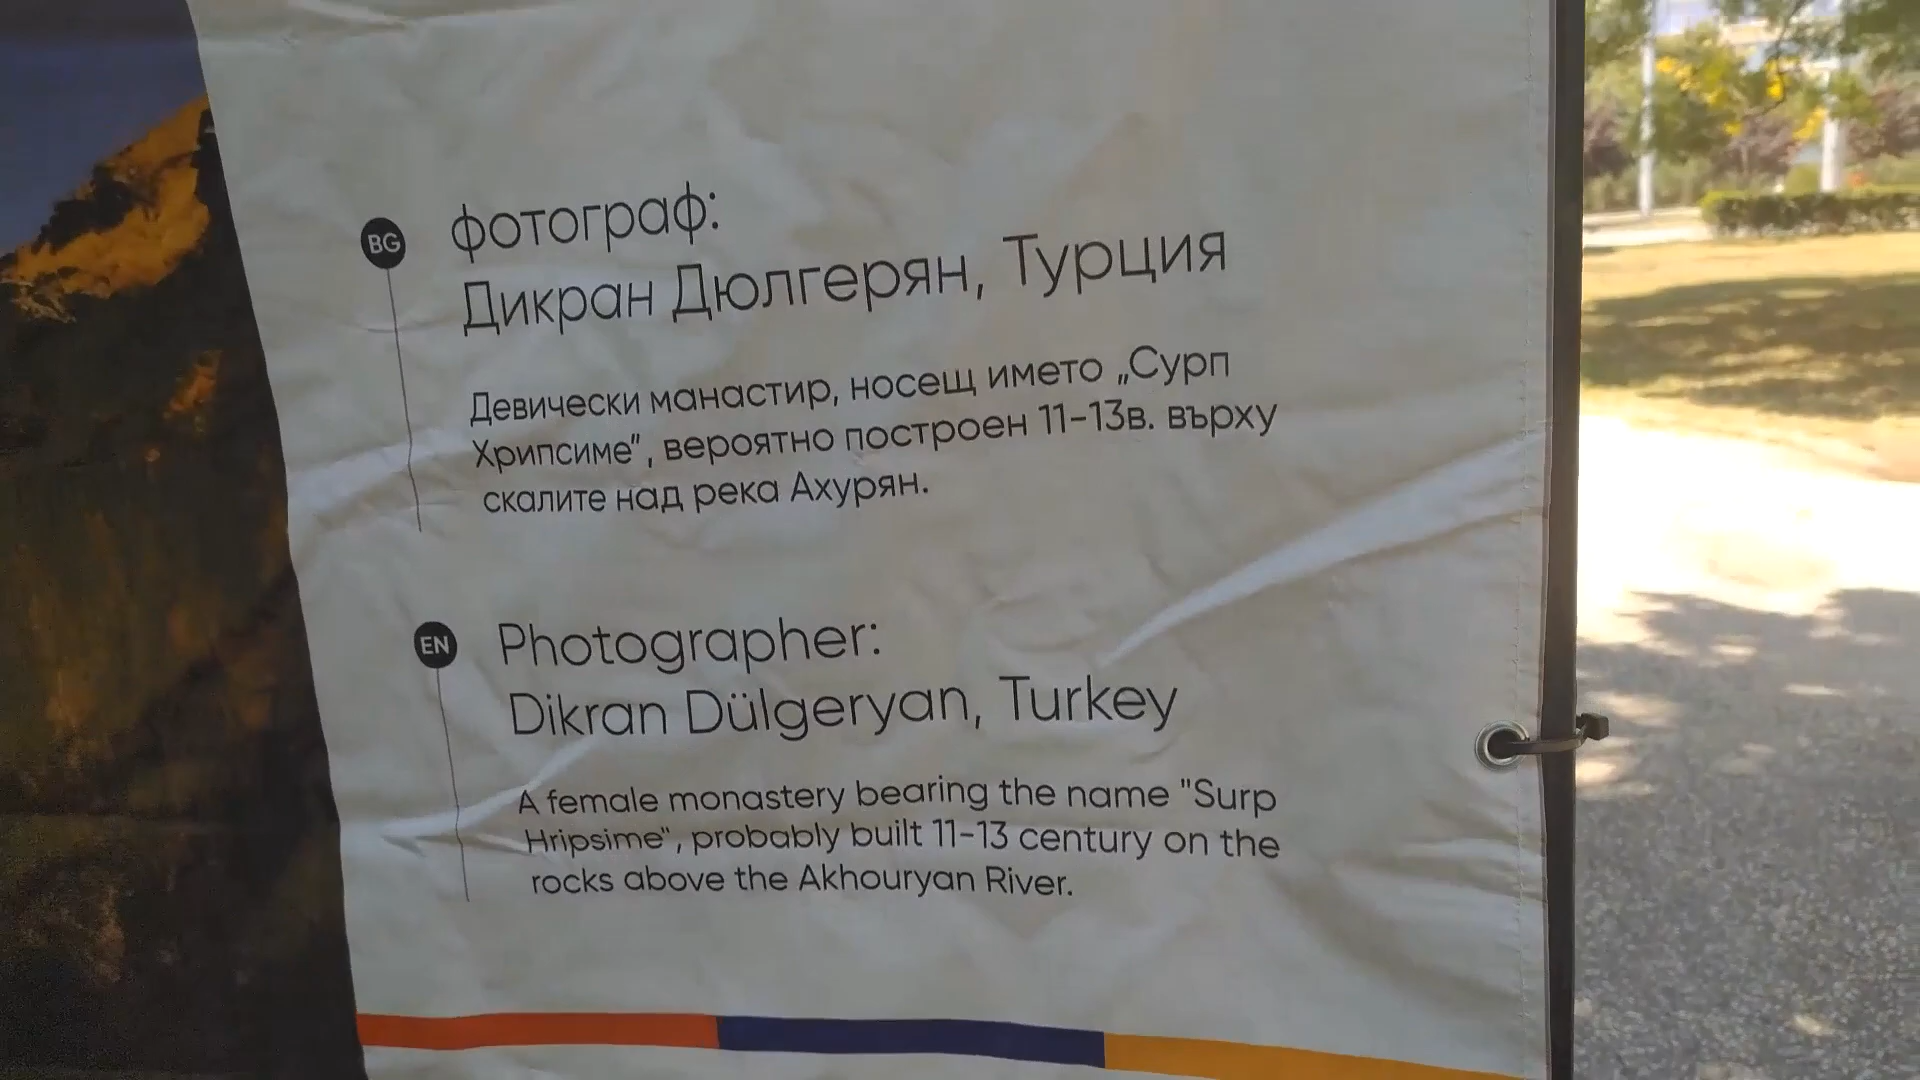 BG
фотограф:
Дикран Дюлгерян, Турция
Девически манастир, носещ името „Сурп
Хрипсиме", вероятно построен 11-13в. върху
скалите над река Ахурян.
EN
Photographer:
Dikran Dülgeryan, Turkey
A female monastery bearing the name "Surp
Hripsime", probably built 11-13 century on the
rocks above the Akhouryan River.